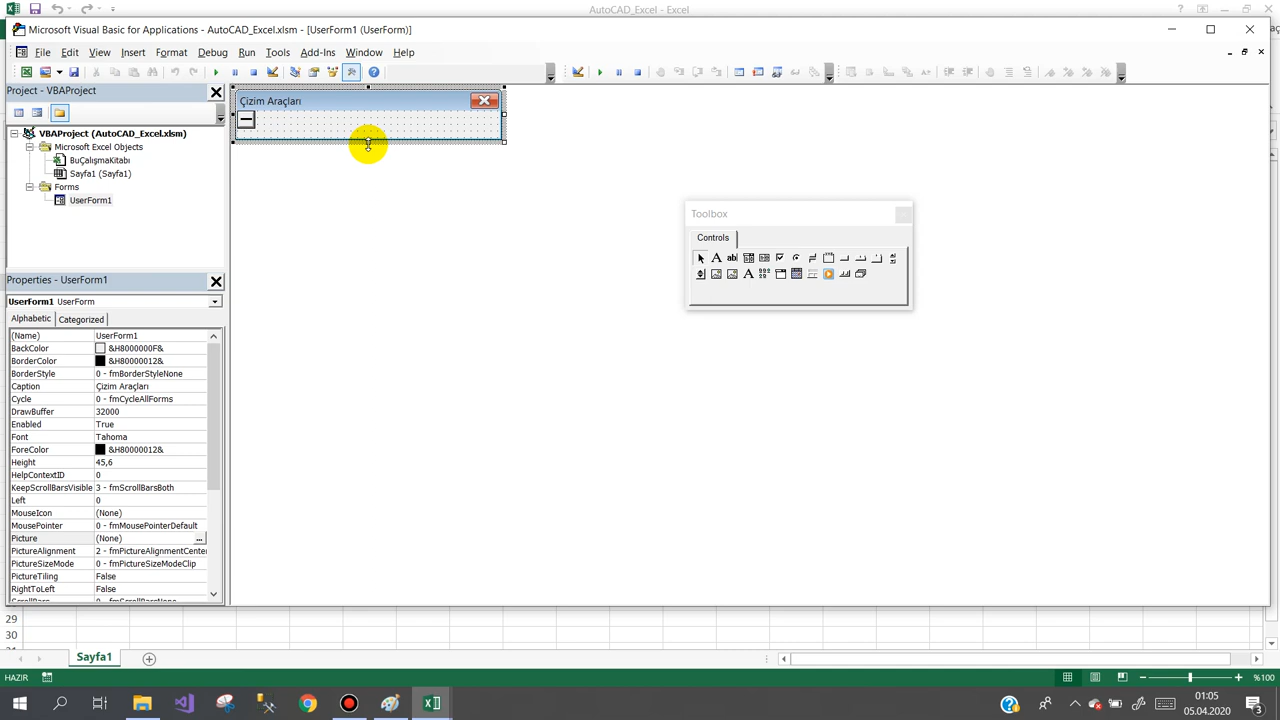 AutoCAD_Excel - Excel
Microsoft Visual Basic for Applications - AutoCAD_Excel.xlsm - [UserForm1 (UserForm)]
File Edit View Insert Format Debug Run Tools Add-Ins Window Help
Project - VBAProject
VBAProject (AutoCAD_Excel.xlsm)
Microsoft Excel Objects
BuÇalışmaKitabı
Sayfa1 (Sayfa1)
Forms
UserForm1
Çizim Araçları
Toolbox
Controls
Properties - UserForm1
UserForm1 UserForm
Alphabetic Categorized
(Name) UserForm1
BackColor &H8000000F&
BorderColor &H80000012&
BorderStyle 0 - fmBorderStyleNone
Caption Çizim Araçları
Cycle 0 - fmCycleAllForms
DrawBuffer 32000
Enabled True
Font Tahoma
ForeColor &H80000012&
Height 45,6
HelpContextID 0
KeepScrollBarsVisible 3 - fmScrollBarsBoth
Left 0
MouseIcon (None)
MousePointer 0 - fmMousePointerDefault
Picture (None) ...
PictureAlignment 2 - fmPictureAlignmentCenter
PictureSizeMode 0 - fmPictureSizeModeClip
PictureTiling False
RightToLeft False
29
30
31
Sayfa1
HAZIR
%100
01:05
05.04.2020
3